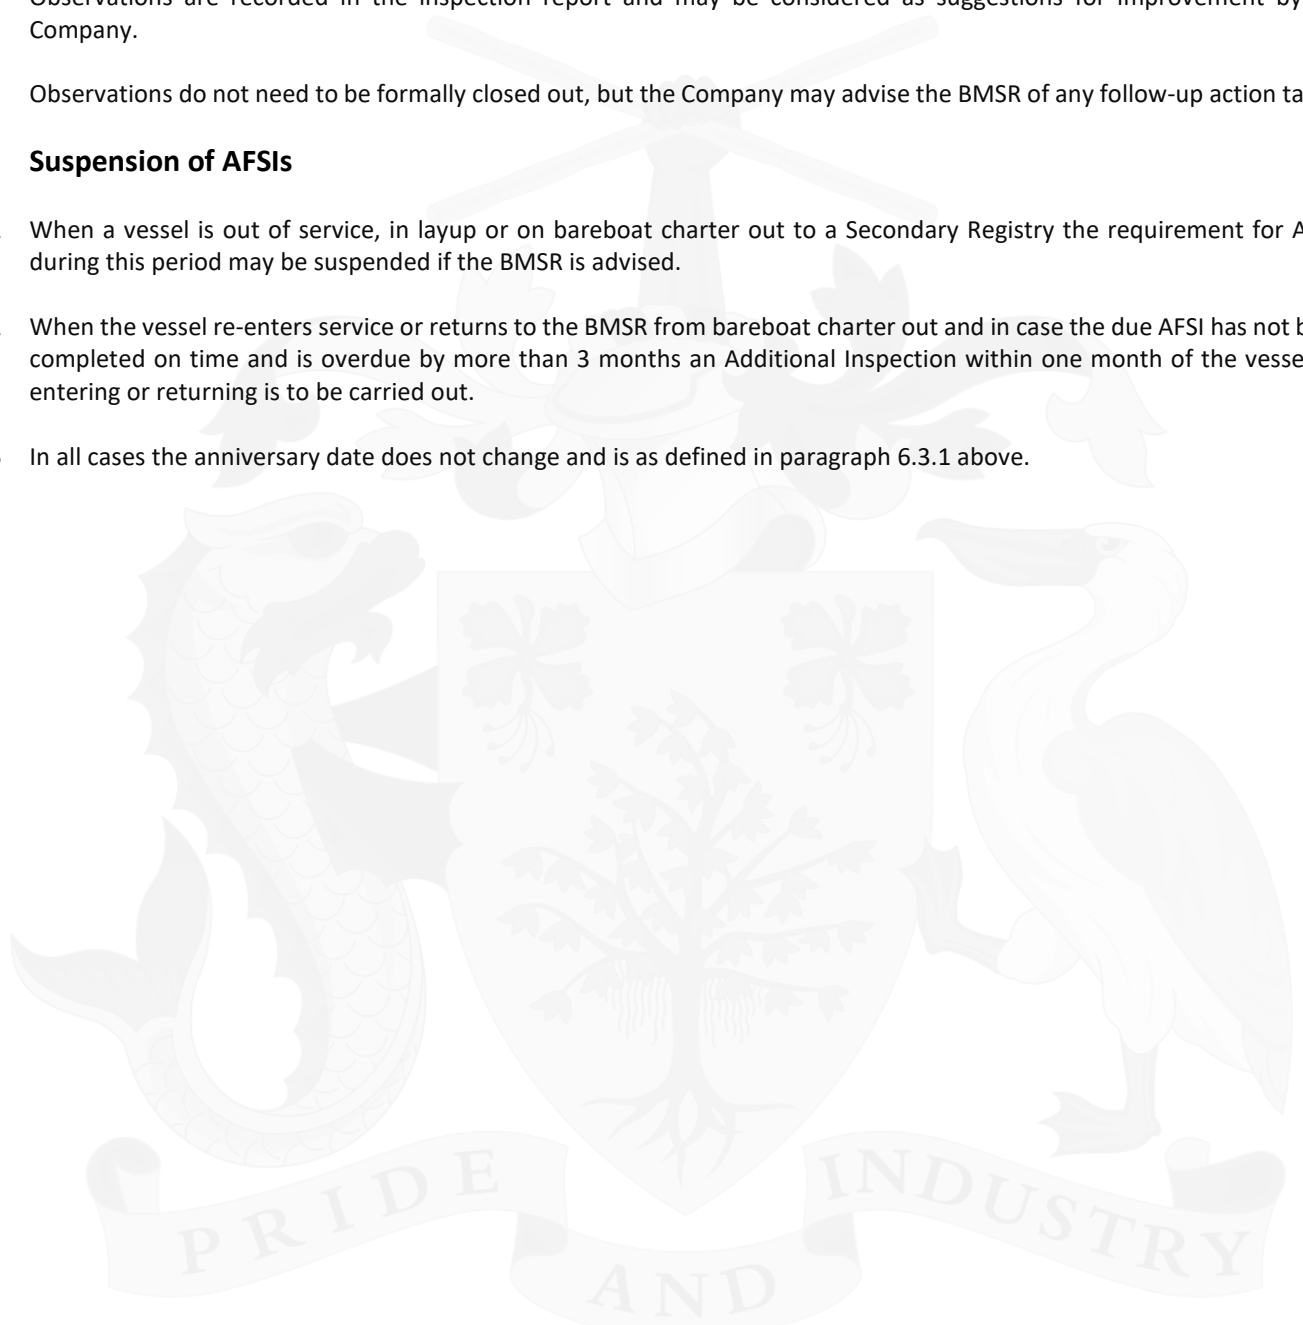 Observations are recorded in the inspection report and may be considered as suggestions for improvement by
Company.
Observations do not need to be formally closed out, but the Company may advise the BMSR of any follow-up action ta
Suspension of AFSIs
When a vessel is out of service, in layup or on bareboat charter out to a Secondary Registry the requirement for A
during this period may be suspended if the BMSR is advised.
When the vessel re-enters service or returns to the BMSR from bareboat charter out and in case the due AFSI has not b
completed on time and is overdue by more than 3 months an Additional Inspection within one month of the vesse
entering or returning is to be carried out.
In all cases the anniversary date does not change and is as defined in paragraph 6.3.1 above.
PRIDE AND INDUSTRY